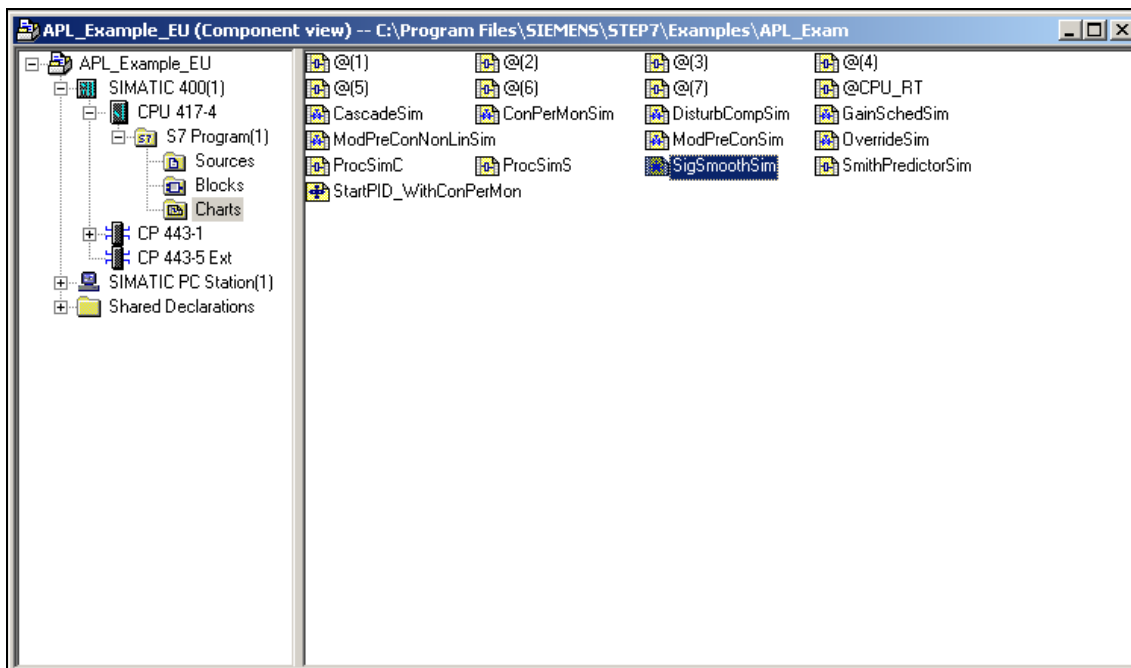 APL_Example_EU (Component view) -- C:\Program Files\SIEMENS\STEP7\Examples\APL_Exam
APL_Example_EU
SIMATIC 400(1)
CPU 417-4
S7 Program(1)
Sources
Blocks
Charts
CP 443-1
CP 443-5 Ext
SIMATIC PC Station(1)
Shared Declarations
@(1) @(2) @(3) @(4)
@(5) @(6) @(7) @CPU_RT
CascadeSim ConPerMonSim DisturbCompSim GainSchedSim
ModPreConNonLinSim ModPreConSim OverrideSim
ProcSimC ProcSimS SigSmoothSim SmithPredictorSim
StartPID_WithConPerMon